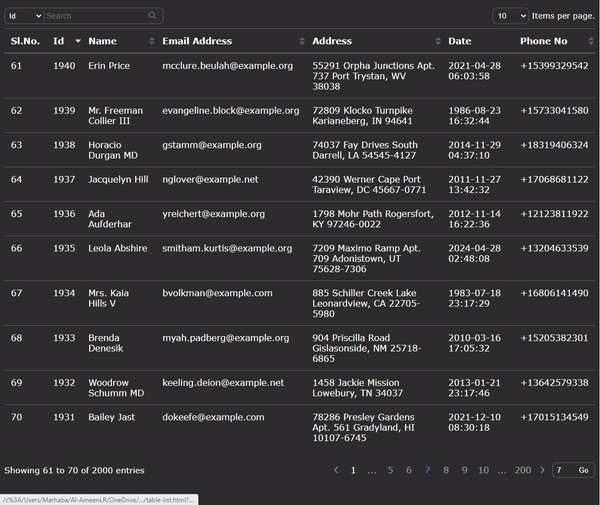 Id Search 10 Items per page.
Sl.No. Id Name Email Address Address Date Phone No
61 1940 Erin Price mcclure.beulah@example.org 55291 Orpha Junctions Apt. 2021-04-28 +15399329542
737 Port Trystan, WV 06:03:58
38038
62 1939 Mr. Freeman evangeline.block@example.org 72809 Klocko Turnpike 1986-08-23 +15733041580
Collier III Karianeberg, IN 94641 16:32:44
63 1938 Horacio gstamm@example.org 74037 Fay Drives South 2014-11-29 +18319406324
Durgan MD Darrell, LA 54545-4127 04:37:10
64 1937 Jacquelyn Hill nglover@example.net 42390 Werner Cape Port 2011-11-27 +17068681122
Taraview, DC 45667-0771 13:42:32
65 1936 Ada yreichert@example.org 1798 Mohr Path Rogersfort, 2012-11-14 +12123811922
Aufderhar KY 97246-0022 16:22:36
66 1935 Leola Abshire smitham.kurtis@example.org 7209 Maximo Ramp Apt. 2024-04-28 +13204633539
709 Adonistown, UT 02:48:08
75628-7306
67 1934 Mrs. Kaia bvolkman@example.com 885 Schiller Creek Lake 1983-07-18 +16806141490
Hills V Leonardview, CA 22705- 23:17:29
5980
68 1933 Brenda myah.padberg@example.org 904 Priscilla Road 2010-03-16 +15205382301
Denesik Gislasonside, NM 25718- 17:05:32
6865
69 1932 Woodrow keeling.deion@example.net 1458 Jackie Mission 2013-01-21 +13642579338
Schumm MD Lowebury, TN 34037 23:17:46
70 1931 Bailey Jast dokeefe@example.com 78286 Presley Gardens 2021-12-10 +17015134549
Apt. 561 Gradyland, HI 08:30:18
10107-6745
Showing 61 to 70 of 2000 entries 1 ... 5 6 7 8 9 10 ... 200 7 Go
/c%3A/Users/Marhaba/Al-AmeenLR/OneDrive/.../table-list.html?...